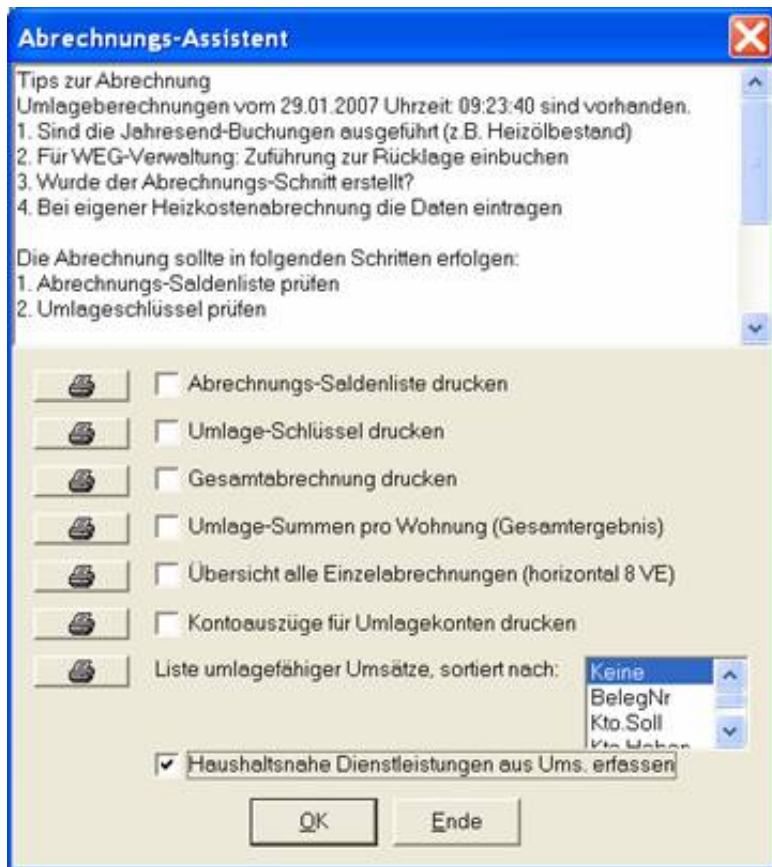 Abrechnungs-Assistent
Tips zur Abrechnung
Umlageberechnungen vom 29.01.2007 Uhrzeit: 09:23:40 sind vorhanden.
1. Sind die Jahresend-Buchungen ausgeführt (z.B. Heizölbestand)
2. Für WEG-Verwaltung: Zuführung zur Rücklage einbuchen
3. Wurde der Abrechnungs-Schnitt erstellt?
4. Bei eigener Heizkostenabrechnung die Daten eintragen
Die Abrechnung sollte in folgenden Schritten erfolgen:
1. Abrechnungs-Saldenliste prüfen
2. Umlageschlüssel prüfen
Abrechnungs-Saldenliste drucken
Umlage-Schlüssel drucken
Gesamtabrechnung drucken
Umlage-Summen pro Wohnung (Gesamtergebnis)
Übersicht alle Einzelabrechnungen (horizontal 8 VE)
Kontoauszüge für Umlagekonten drucken
Liste umlagefähiger Umsätze, sortiert nach:
Keine
BelegNr
Kto.Soll
Kto.Haben
Haushaltsnahe Dienstleistungen aus Ums. erfassen
OK
Ende